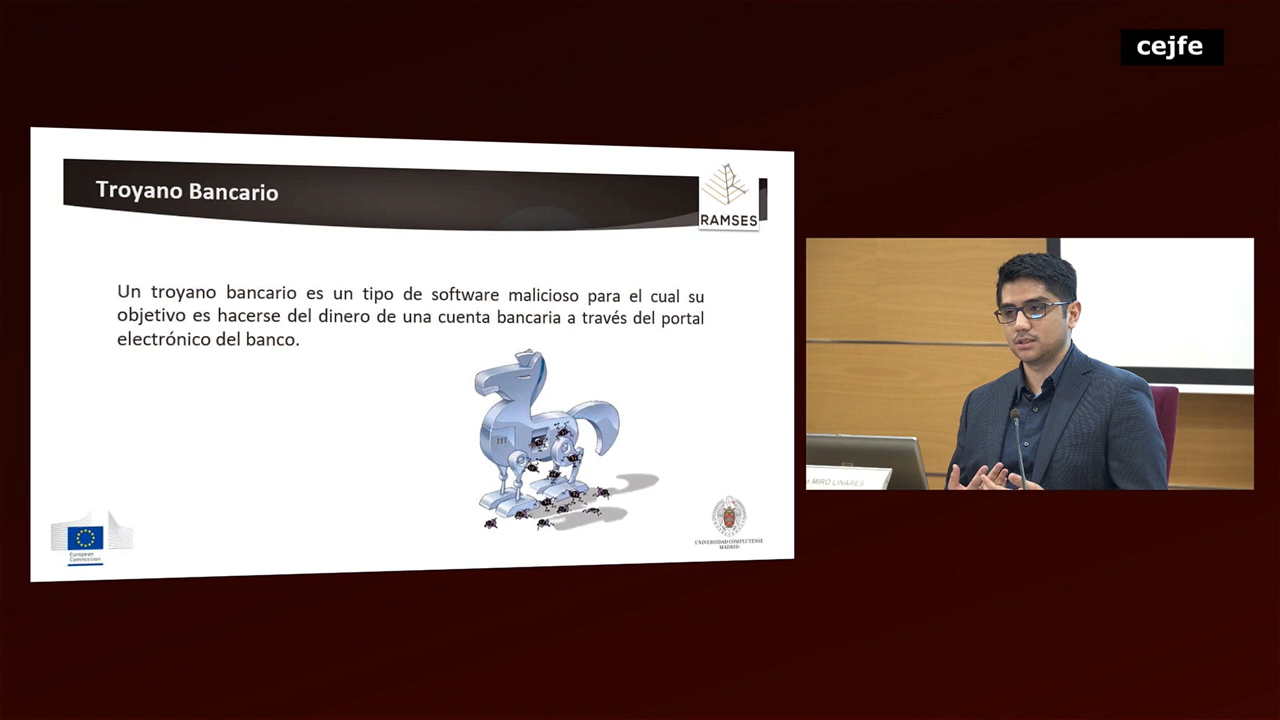 cejfe
Troyano Bancario
RAMSES
Un troyano bancario es un tipo de software malicioso para el cual su
objetivo es hacerse del dinero de una cuenta bancaria a través del portal
electrónico del banco.
European
Commission
UNIVERSIDAD COMPLUTENSE
MADRID
MIRÓ LINARES